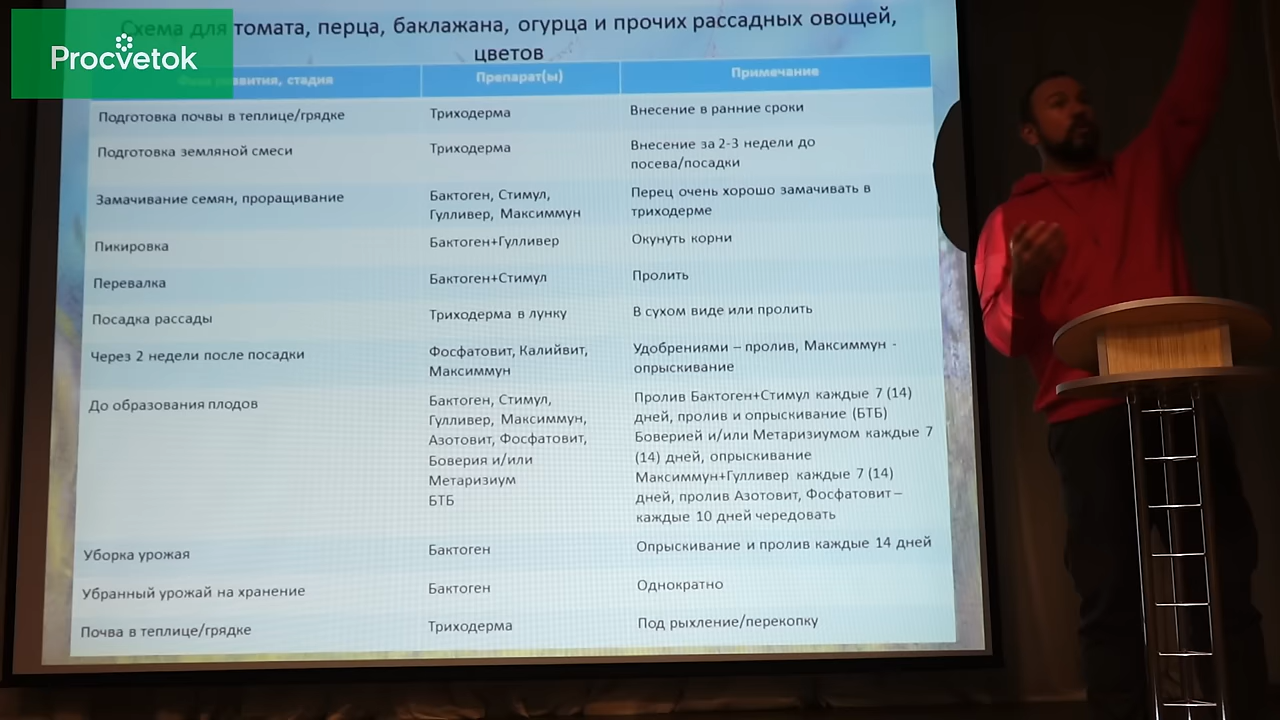 Procvetok
Схема для томата, перца, баклажана, огурца и прочих рассадных овощей,
цветов
развития, стадия
Препарат(ы)
Примечание
Подготовка почвы в теплице/грядке
Триходерма
Внесение в ранние сроки
Подготовка земляной смеси
Триходерма
Внесение за 2-3 недели до
посева/посадки
Замачивание семян, проращивание
Бактоген, Стимул,
Гулливер, Максиммун
Перец очень хорошо замачивать в
триходерме
Пикировка
Бактоген+Гулливер
Окунуть корни
Перевалка
Бактоген+Стимул
Пролить
Посадка рассады
Триходерма в лунку
В сухом виде или пролить
Через 2 недели после посадки
Фосфатовит, Калийвит,
Максиммун
Удобрениями – пролив, Максиммун -
опрыскивание
До образования плодов
Бактоген, Стимул,
Гулливер, Максиммун,
Азотовит, Фосфатовит,
Боверия и/или
Метаризиум
БТБ
Пролив Бактоген+Стимул каждые 7 (14)
дней, пролив и опрыскивание (БТБ)
Боверией и/или Метаризиумом каждые 7
(14) дней, опрыскивание
Максиммун+Гулливер каждые 7 (14)
дней, пролив Азотовит, Фосфатовит –
каждые 10 дней чередовать
Уборка урожая
Бактоген
Опрыскивание и пролив каждые 14 дней
Убранный урожай на хранение
Бактоген
Однократно
Почва в теплице/грядке
Триходерма
Под рыхление/перекопку